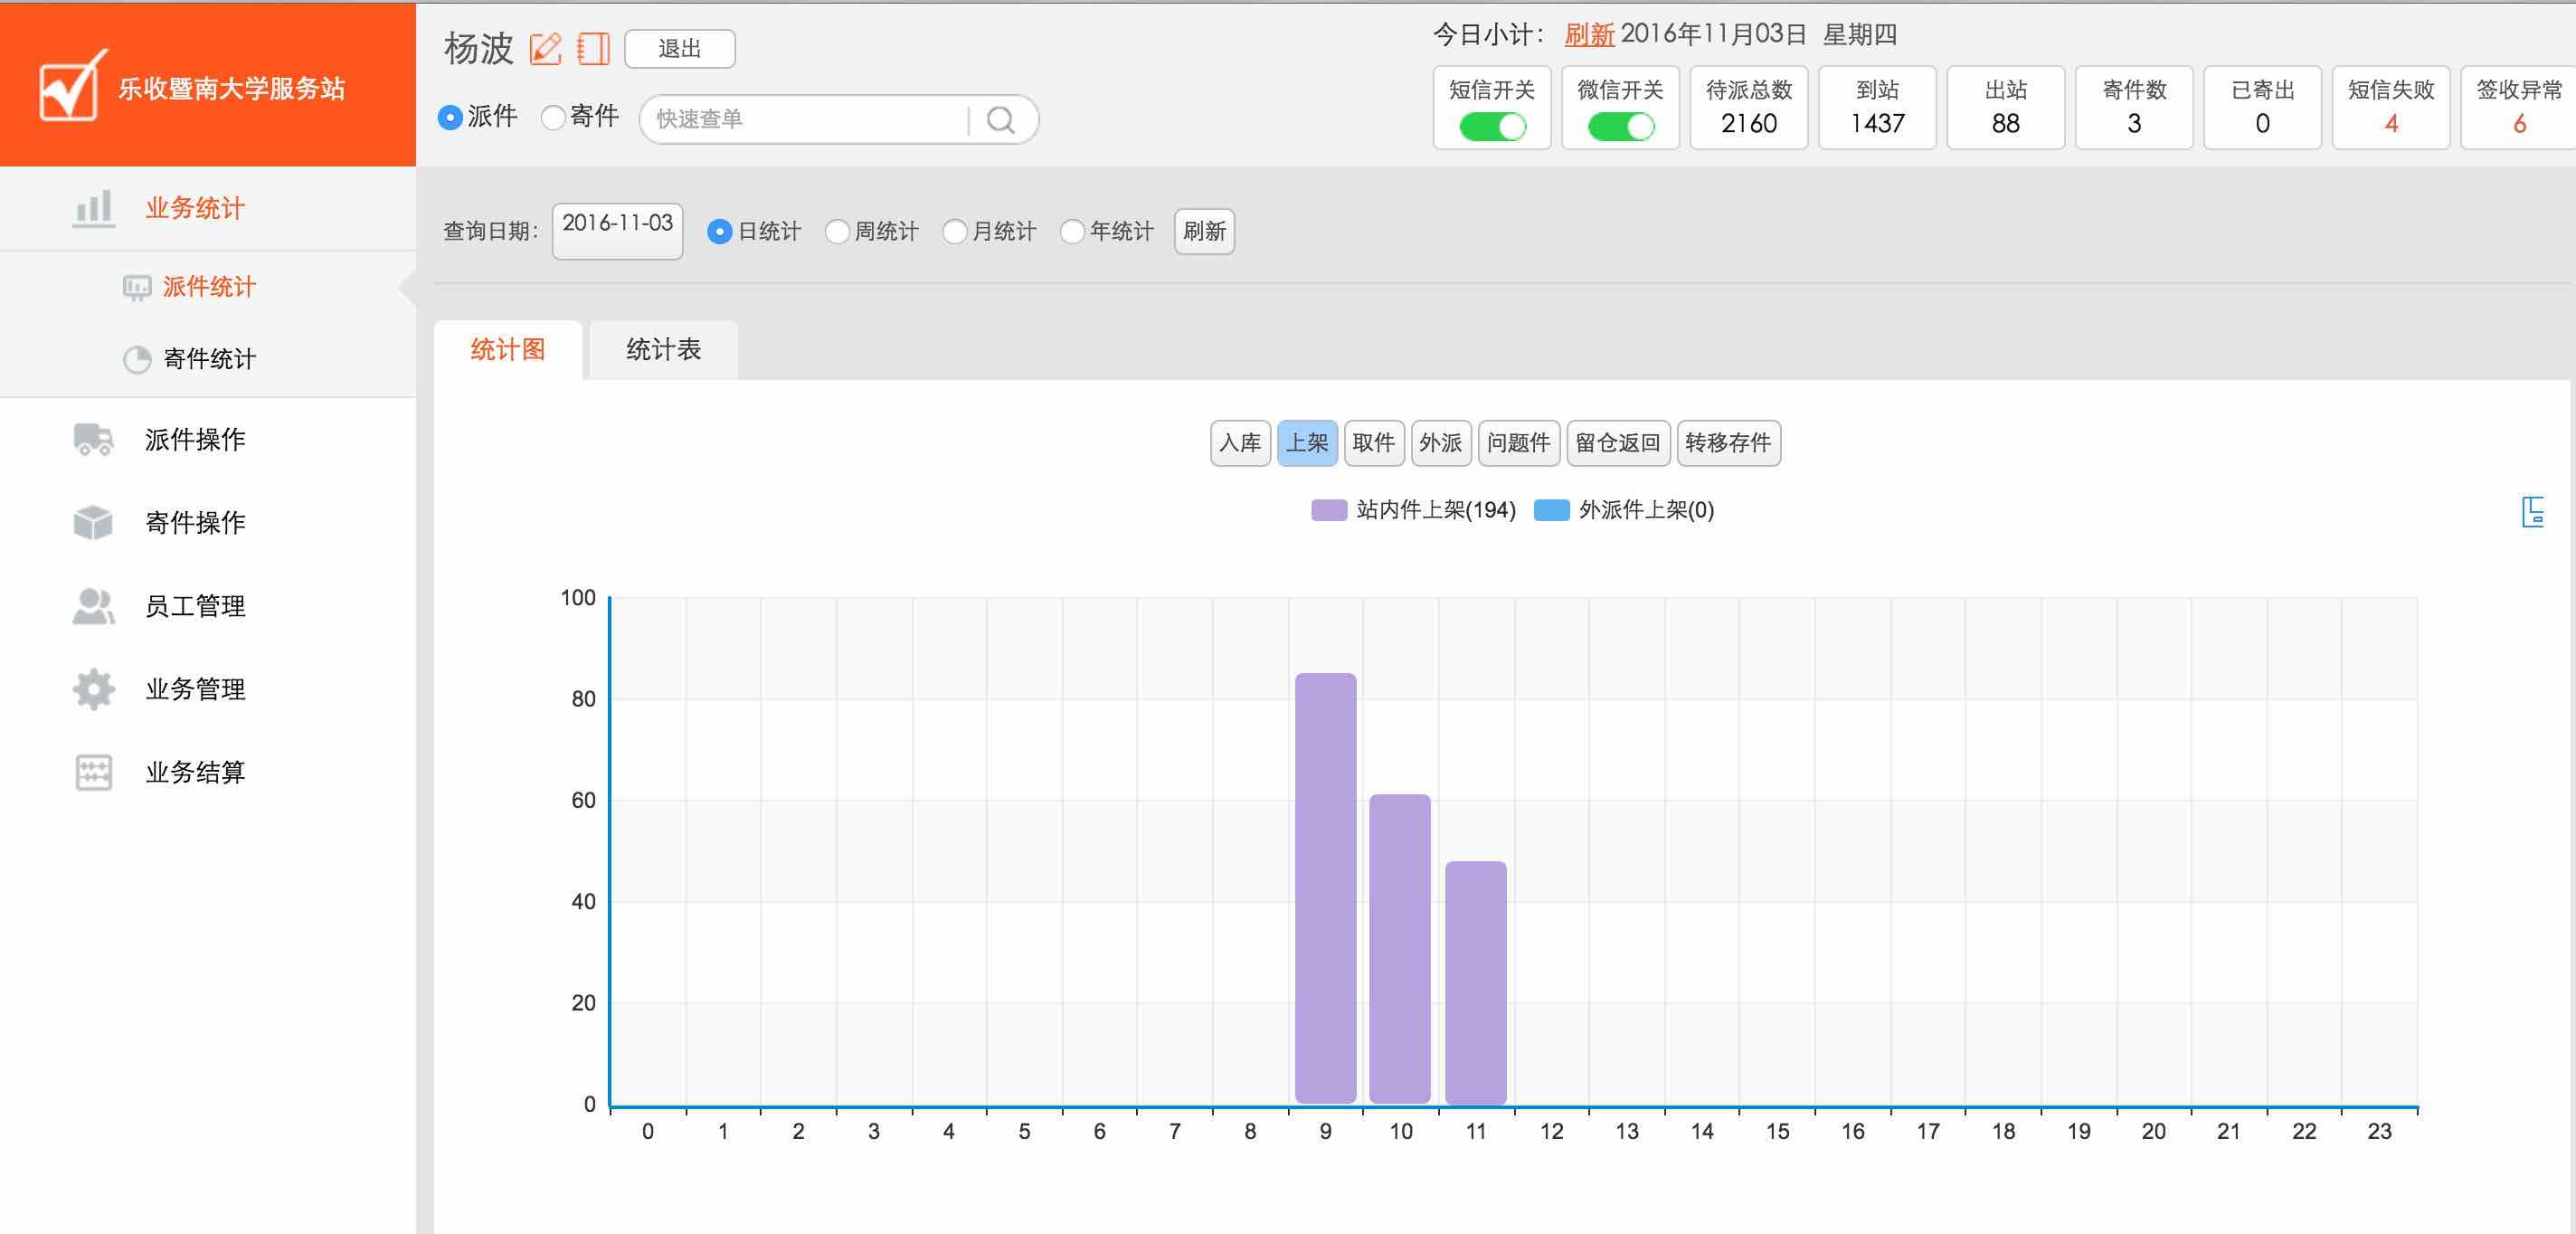 乐收暨南大学服务站
杨波 退出
今日小计： 刷新 2016年11月03日 星期四
派件 寄件 快速查单
短信开关 微信开关 待派总数 到站 出站 寄件数 已寄出 短信失败 签收异常
2160 1437 88 3 0 4 6
业务统计
派件统计
寄件统计
派件操作
寄件操作
员工管理
业务管理
业务结算
查询日期： 2016-11-03 日统计 周统计 月统计 年统计 刷新
统计图 统计表
入库 上架 取件 外派 问题件 留仓返回 转移存件
站内件上架(194) 外派件上架(0)
100
80
60
40
20
0
0 1 2 3 4 5 6 7 8 9 10 11 12 13 14 15 16 17 18 19 20 21 22 23